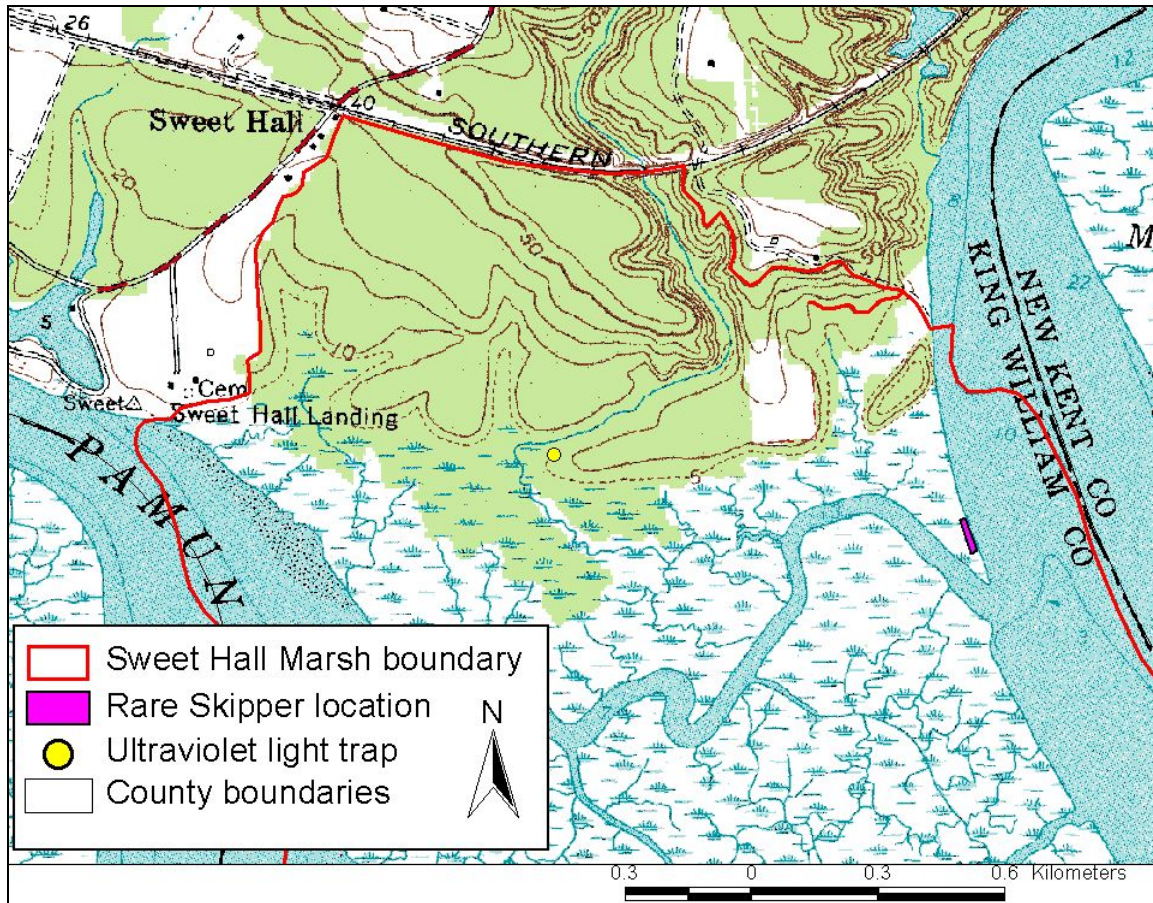 26
12
40
Sweet Hall
SOUTHERN
20
50
8
M
KING WILLIAM CO
NEW KENT CO
22
5
10
Cem
Sweet
Sweet Hall Landing
10
5
PAMUN
Sweet Hall Marsh boundary
Rare Skipper location
N
Ultraviolet light trap
County boundaries
0.3 0 0.3 0.6 Kilometers